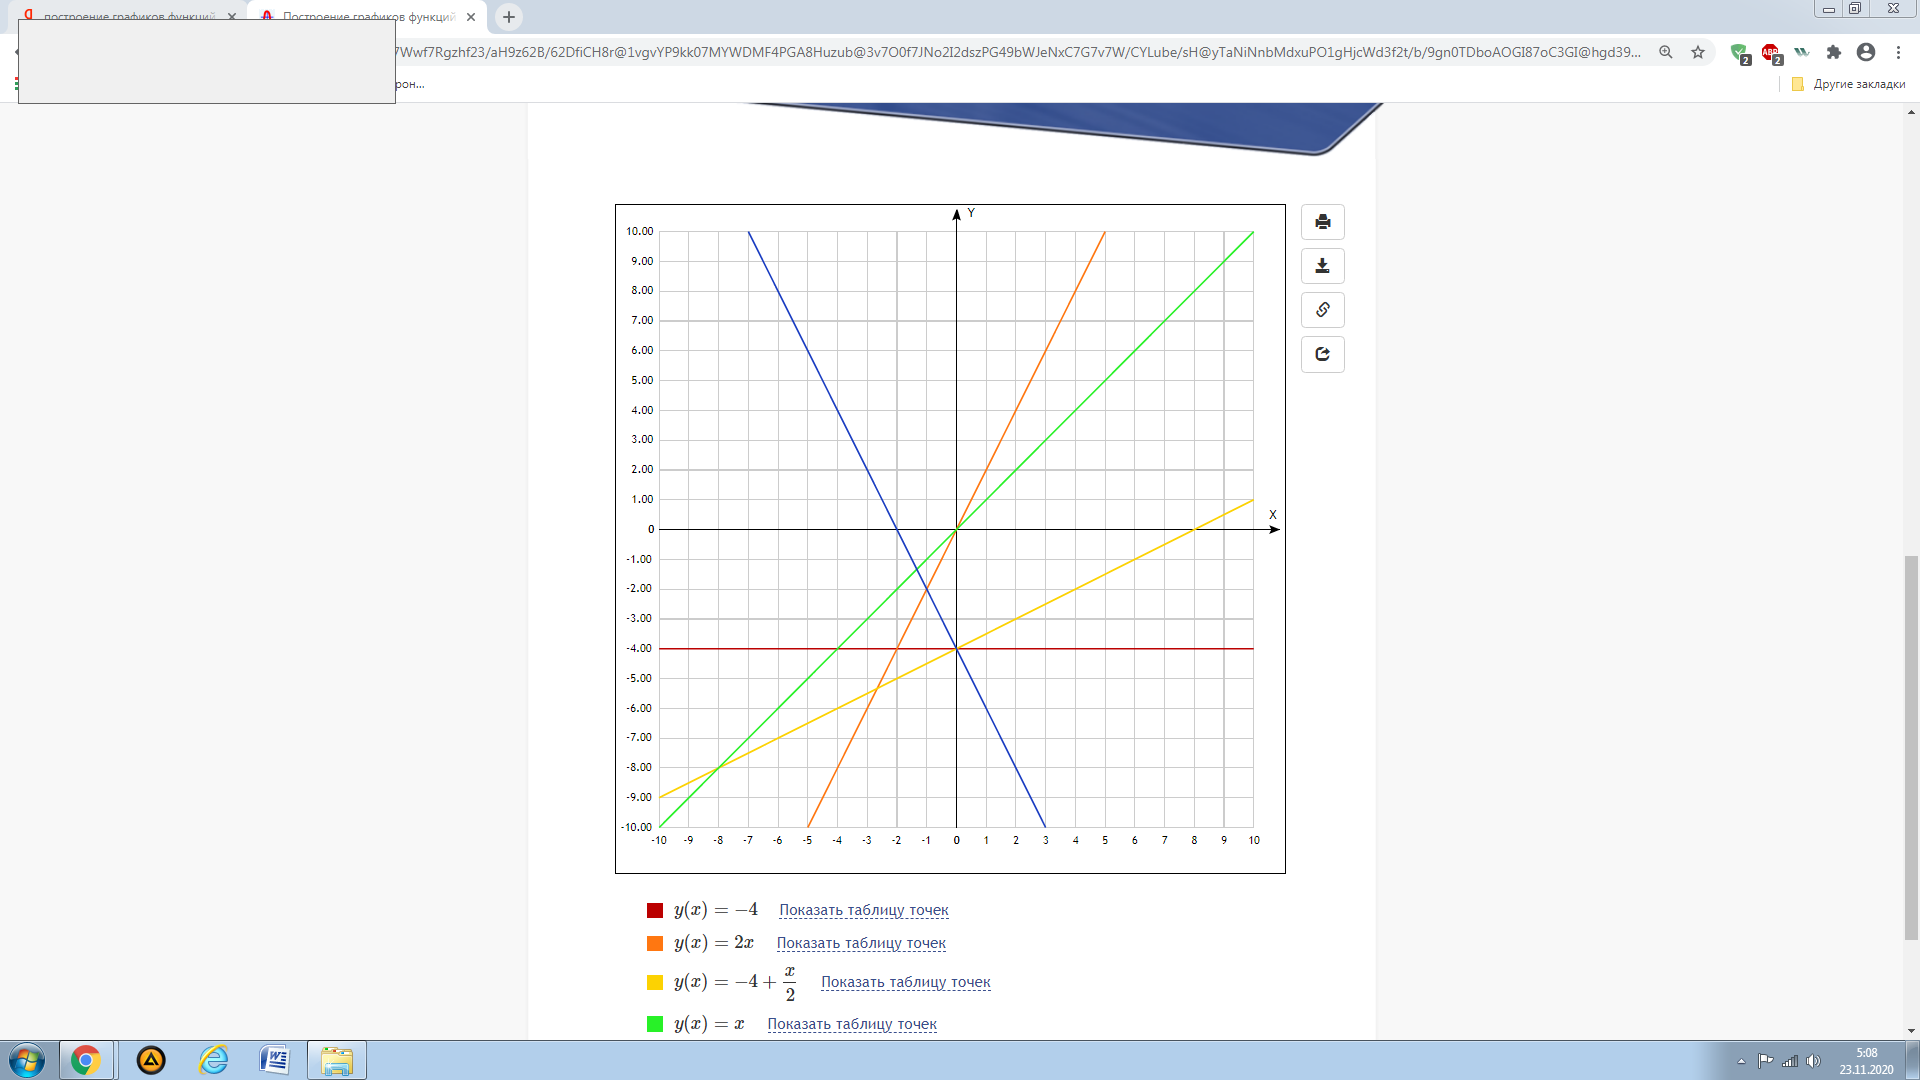 построение графиков функций
Построение графиков функций
7Wwf7Rgzhf23/aH9z62B/62DfiCH8r@1vgvYP9kk07MYWDMF4PGA8Huzub@3v7O0f7JNo2I2dszPG49bWJeNxC7G7v7W/CYLube/sH@yTaNiNnbMdxuPO1gHjcWd3f2t/b/9gn0TDboAOGI87oC3GI@hgd39...
2
2
рон...
Другие закладки
Y
10.00
9.00
8.00
7.00
6.00
5.00
4.00
3.00
2.00
1.00
X
0
-1.00
-2.00
-3.00
-4.00
-5.00
-6.00
-7.00
-8.00
-9.00
-10.00
-10 -9 -8 -7 -6 -5 -4 -3 -2 -1 0 1 2 3 4 5 6 7 8 9 10
y(x) = −4 Показать таблицу точек
y(x) = 2x Показать таблицу точек
y(x) = −4 + x/2 Показать таблицу точек
y(x) = x Показать таблицу точек
5:08
23.11.2020